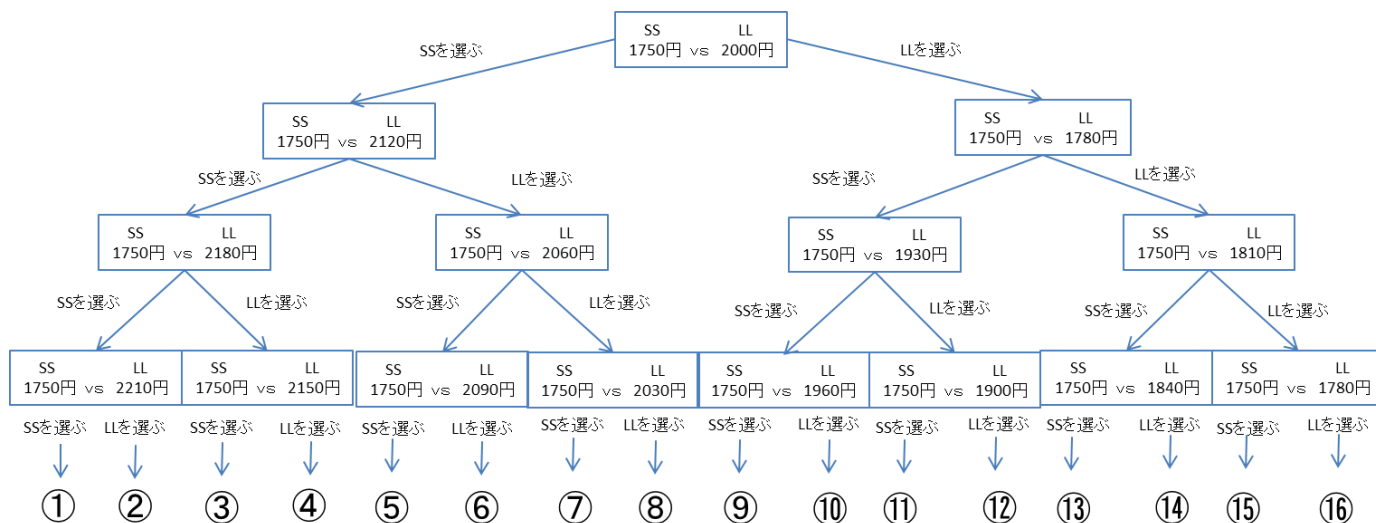 SS LL
1750円 vs 2000円
SSを選ぶ
LLを選ぶ
SS LL
1750円 vs 2120円
SS LL
1750円 vs 1780円
SSを選ぶ
LLを選ぶ
SSを選ぶ
LLを選ぶ
SS LL
1750円 vs 2180円
SS LL
1750円 vs 2060円
SS LL
1750円 vs 1930円
SS LL
1750円 vs 1810円
SSを選ぶ
LLを選ぶ
SSを選ぶ
LLを選ぶ
SSを選ぶ
LLを選ぶ
SSを選ぶ
LLを選ぶ
SS LL
1750円 vs 2210円
SS LL
1750円 vs 2150円
SS LL
1750円 vs 2090円
SS LL
1750円 vs 2030円
SS LL
1750円 vs 1960円
SS LL
1750円 vs 1900円
SS LL
1750円 vs 1840円
SS LL
1750円 vs 1780円
SSを選ぶ LLを選ぶ SSを選ぶ LLを選ぶ SSを選ぶ LLを選ぶ SSを選ぶ LLを選ぶ SSを選ぶ LLを選ぶ SSを選ぶ LLを選ぶ SSを選ぶ LLを選ぶ SSを選ぶ LLを選ぶ
① ② ③ ④ ⑤ ⑥ ⑦ ⑧ ⑨ ⑩ ⑪ ⑫ ⑬ ⑭ ⑮ ⑯